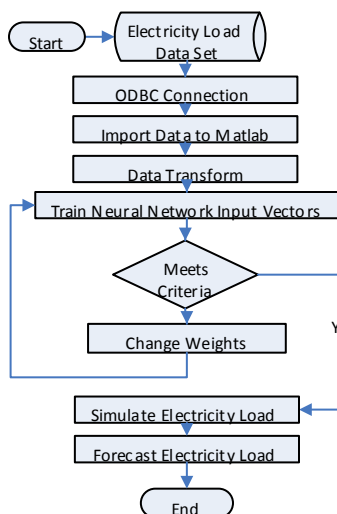 Start
Electricity Load
Data Set
ODBC Connection
Import Data to Matlab
Data Transform
Train Neural Network Input Vectors
Meets
Criteria
Y
Change Weights
Simulate Electricity Load
Forecast Electricity Load
End